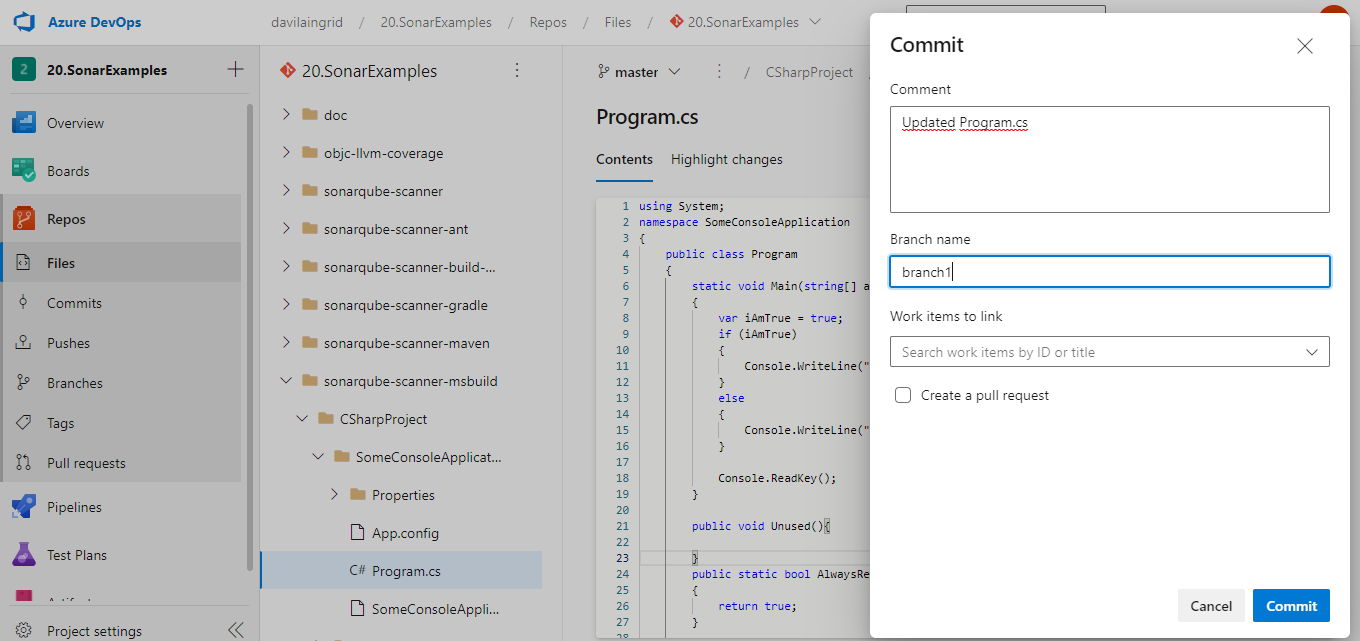 Azure DevOps
davilaingrid / 20.SonarExamples / Repos / Files / 20.SonarExamples
2 20.SonarExamples
Overview
Boards
Repos
Files
Commits
Pushes
Branches
Tags
Pull requests
Pipelines
Test Plans
Project settings
20.SonarExamples
doc
objc-llvm-coverage
sonarqube-scanner
sonarqube-scanner-ant
sonarqube-scanner-build-...
sonarqube-scanner-gradle
sonarqube-scanner-maven
sonarqube-scanner-msbuild
CSharpProject
SomeConsoleApplicat...
Properties
App.config
C# Program.cs
SomeConsoleAppli...
master / CSharpProject
Program.cs
Contents Highlight changes
1 using System;
2 namespace SomeConsoleApplication
3 {
4 public class Program
5 {
6 static void Main(string[] a
7 {
8 var iAmTrue = true;
9 if (iAmTrue)
10 {
11 Console.WriteLine("
12 }
13 else
14 {
15 Console.WriteLine("
16 }
17
18 Console.ReadKey();
19 }
20
21 public void Unused(){
22
23 }
24 public static bool AlwaysRe
25 {
26 return true;
27 }
28
Commit
Comment
Updated Program.cs
Branch name
branch1
Work items to link
Search work items by ID or title
Create a pull request
Cancel Commit